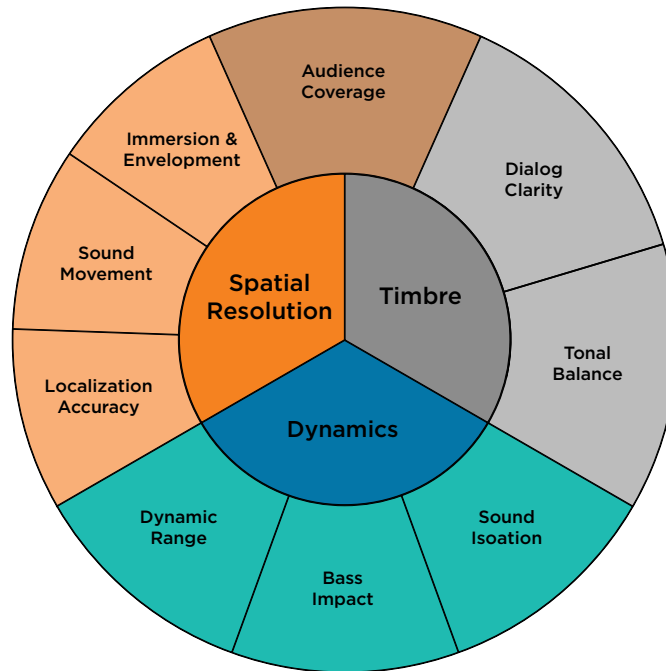 Audience
Coverage
Immersion &
Envelopment
Dialog
Clarity
Sound
Movement
Spatial
Resolution
Timbre
Tonal
Balance
Localization
Accuracy
Dynamics
Dynamic
Range
Sound
Isoation
Bass
Impact